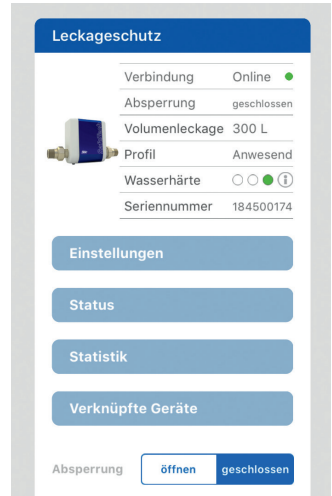 Leckageschutz
Verbindung Online
Absperrung geschlossen
Volumenleckage 300 L
Profil Anwesend
Wasserhärte
Seriennummer 184500174
Einstellungen
Status
Statistik
Verknüpfte Geräte
Absperrung öffnen geschlossen